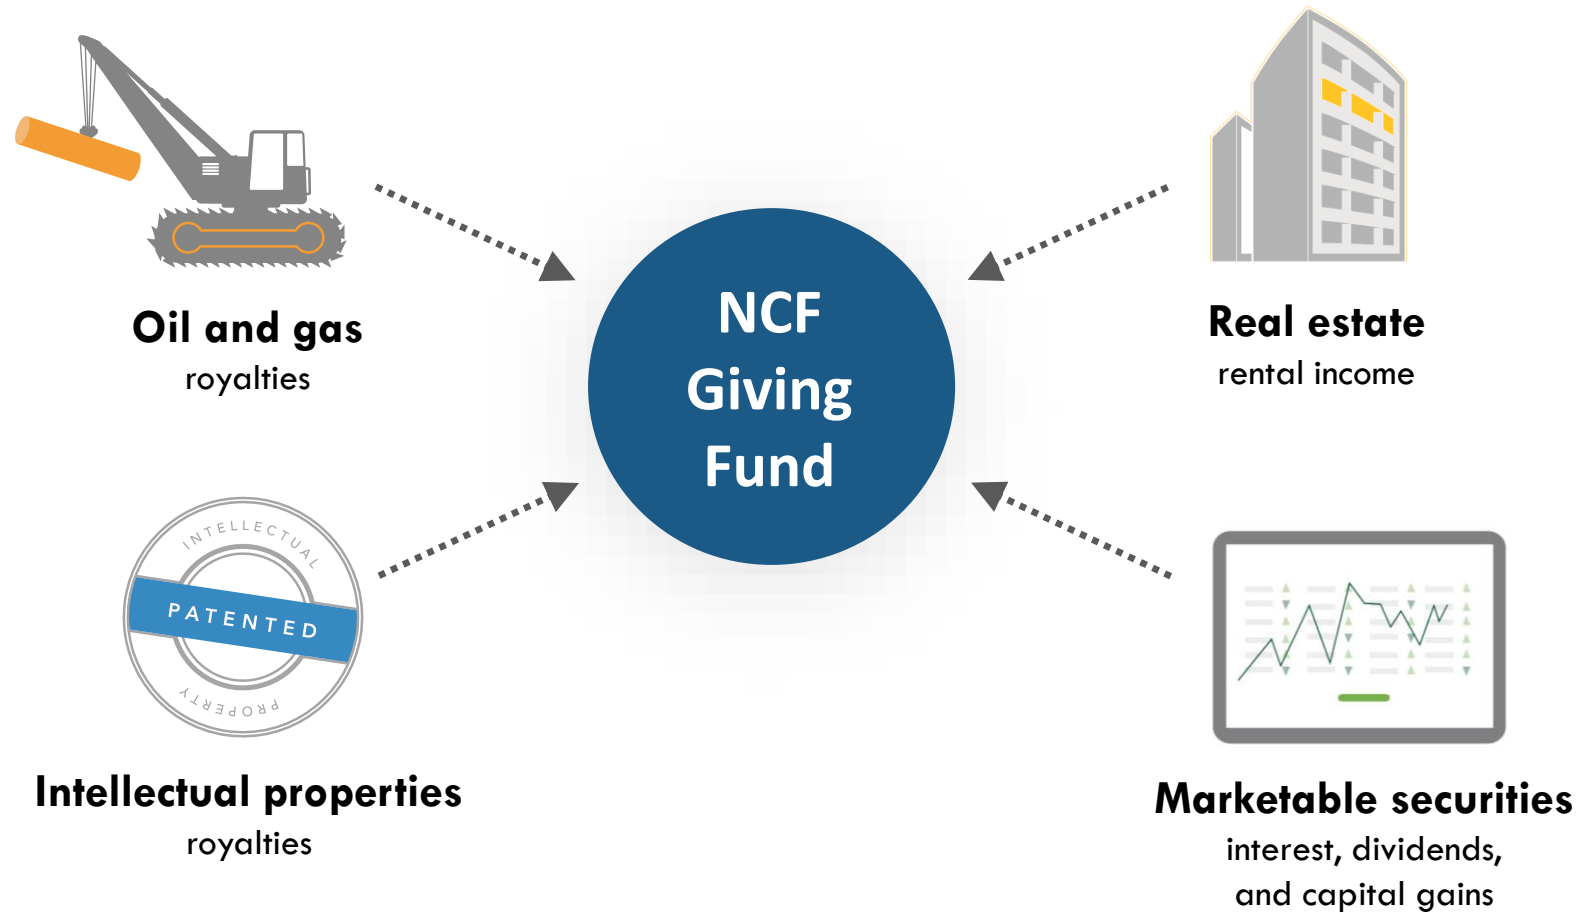 NCF
Giving
Fund
Oil and gas
royalties
Real estate
rental income
INTELLECTUAL
PATENTED
PROPERTY
Intellectual properties
royalties
Marketable securities
interest, dividends,
and capital gains